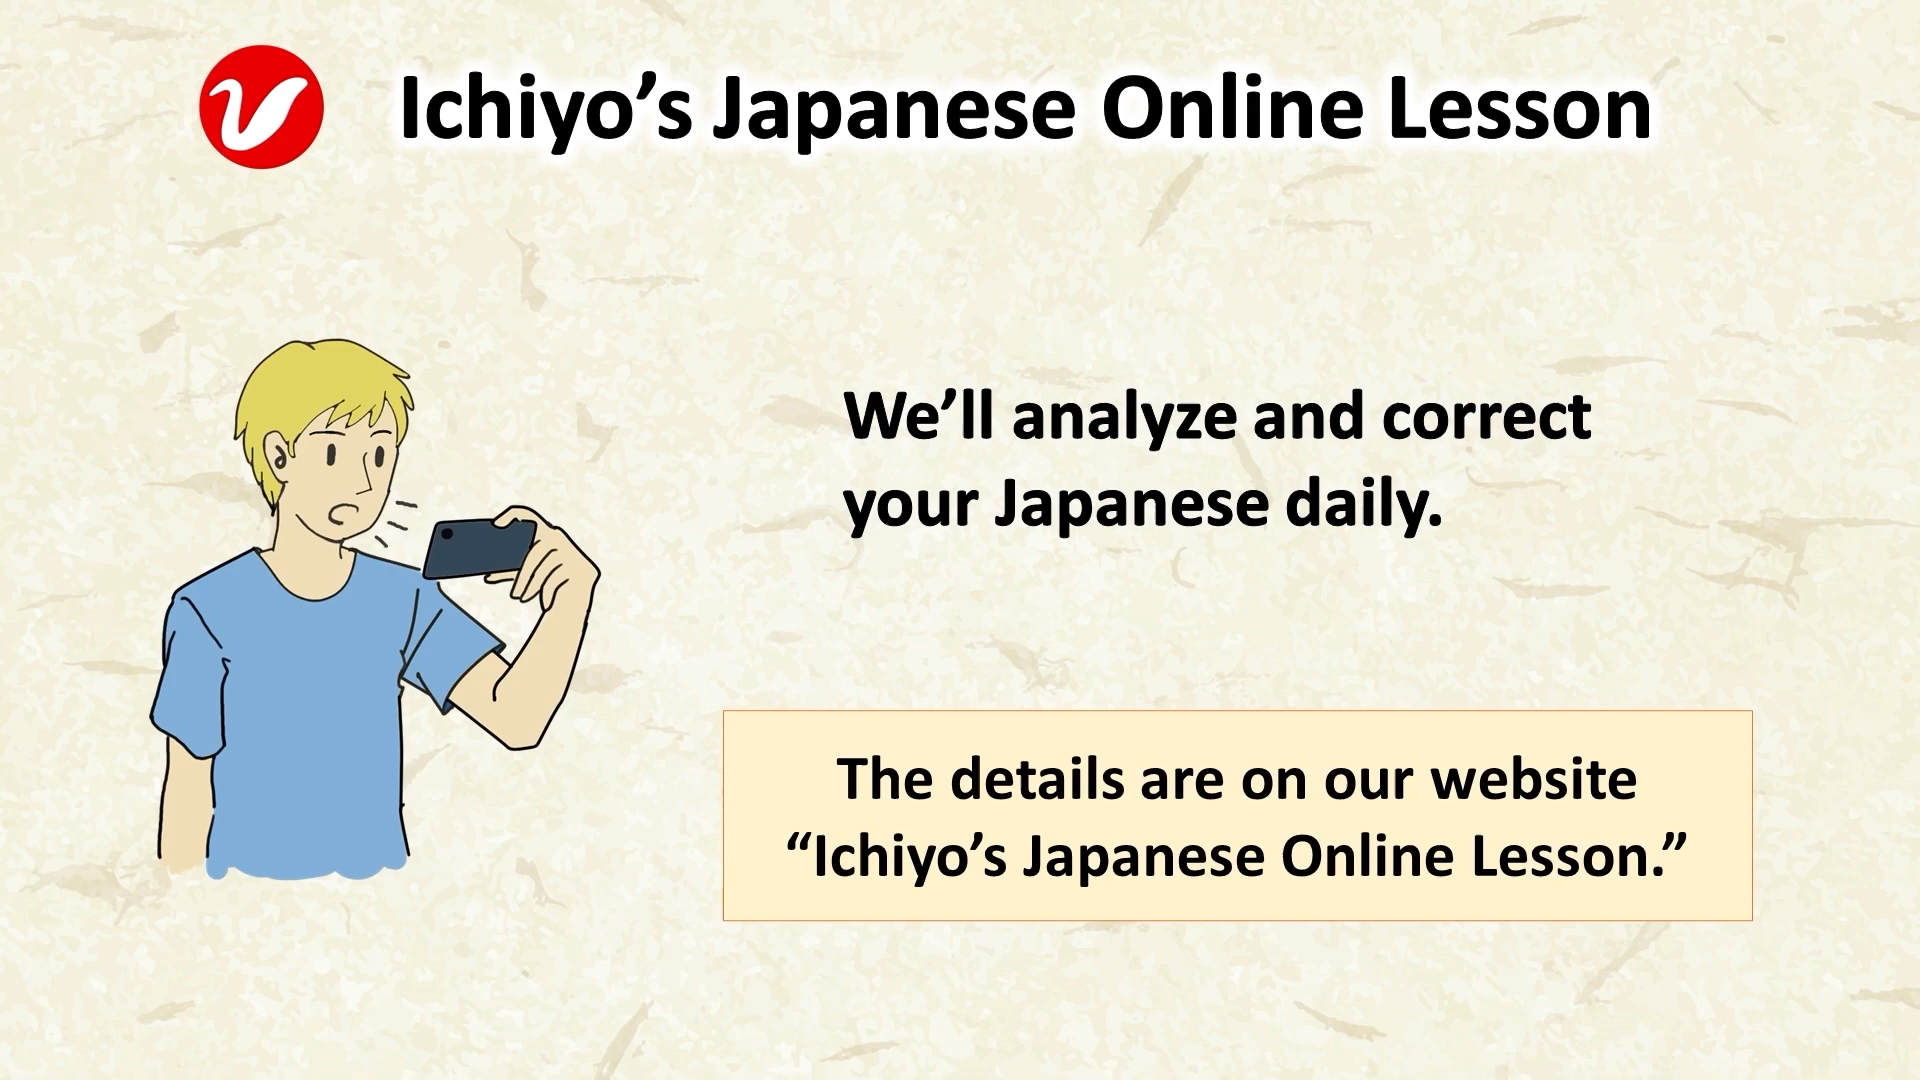 Ichiyo’s Japanese Online Lesson
We’ll analyze and correct
your Japanese daily.
The details are on our website
“Ichiyo’s Japanese Online Lesson.”